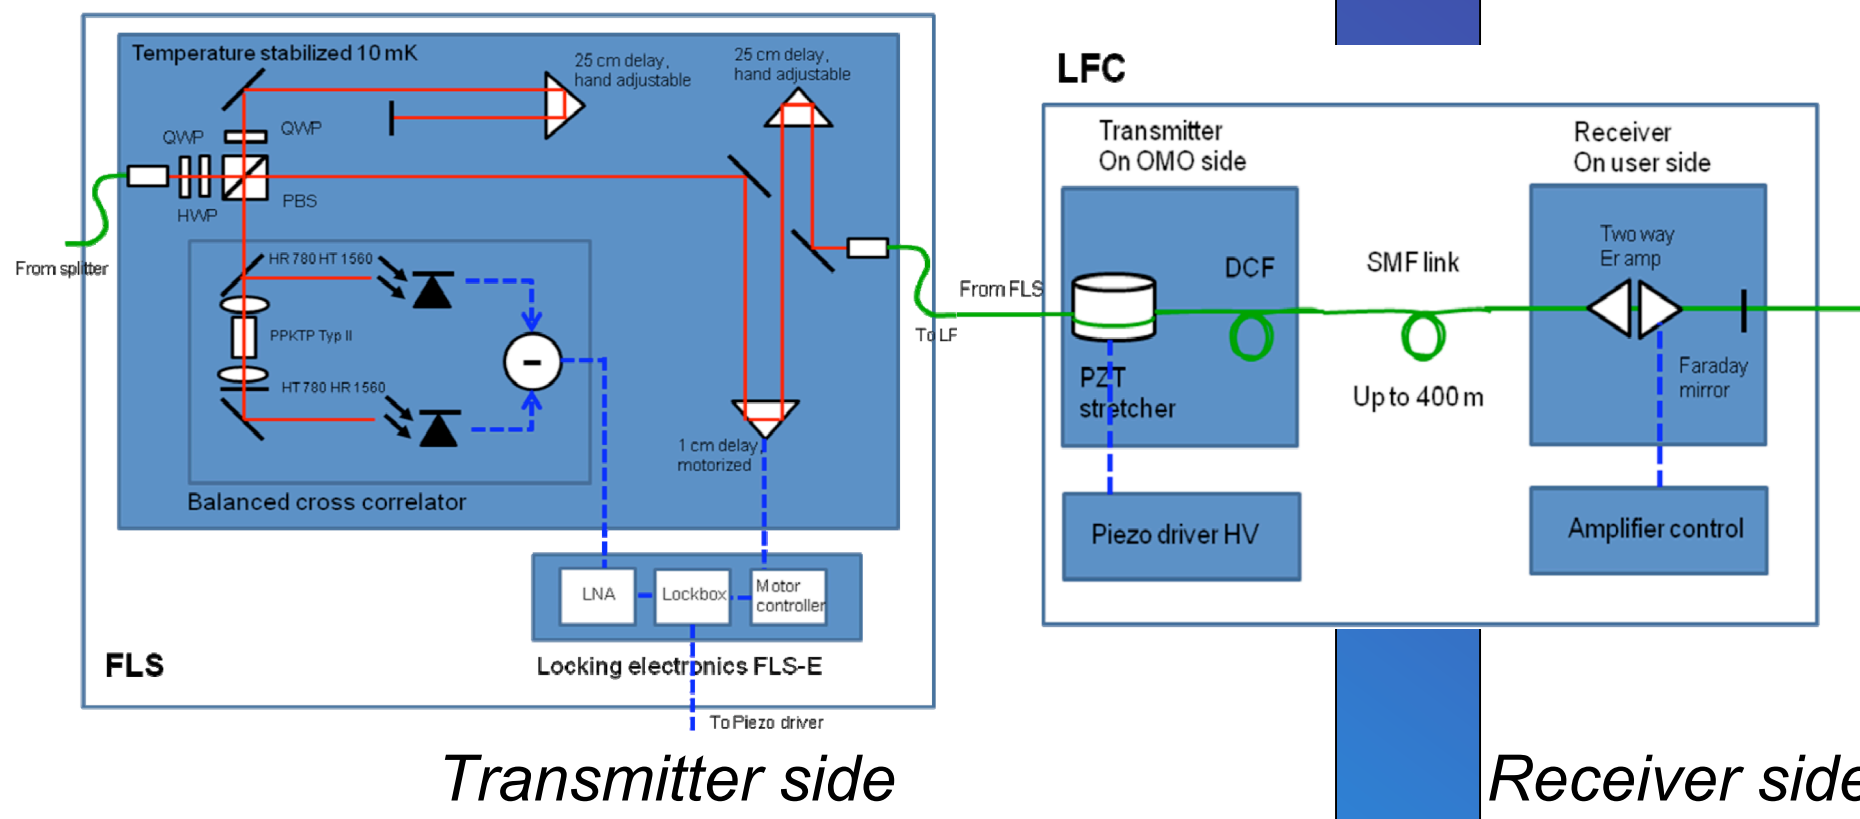 Temperature stabilized 10 mK
25 cm delay,
hand adjustable
25 cm delay,
hand adjustable
QWP
QWP
HWP
PBS
From splitter
HR 780 HT 1560
PPKTP Typ II
HT 780 HR 1560
-
Balanced cross correlator
1 cm delay,
motorized
To LF
LNA
Lockbox
Motor
controller
Locking electronics FLS-E
FLS
To Piezo driver
Transmitter side
LFC
Transmitter
On OMO side
From FLS
DCF
PZT
stretcher
Piezo driver HV
SMF link
Up to 400 m
Receiver
On user side
Two way
Er amp
Faraday
mirror
Amplifier control
Receiver side